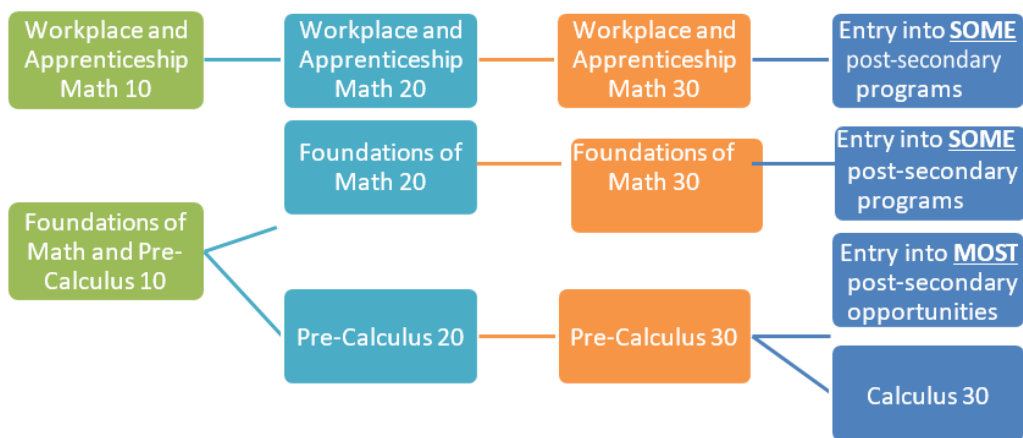 Workplace and
Apprenticeship
Math 10
Workplace and
Apprenticeship
Math 20
Workplace and
Apprenticeship
Math 30
Entry into SOME
post-secondary
programs
Foundations of
Math 20
Foundations of
Math 30
Entry into SOME
post-secondary
programs
Foundations of
Math and Pre-
Calculus 10
Entry into MOST
post-secondary
opportunities
Pre-Calculus 20
Pre-Calculus 30
Calculus 30